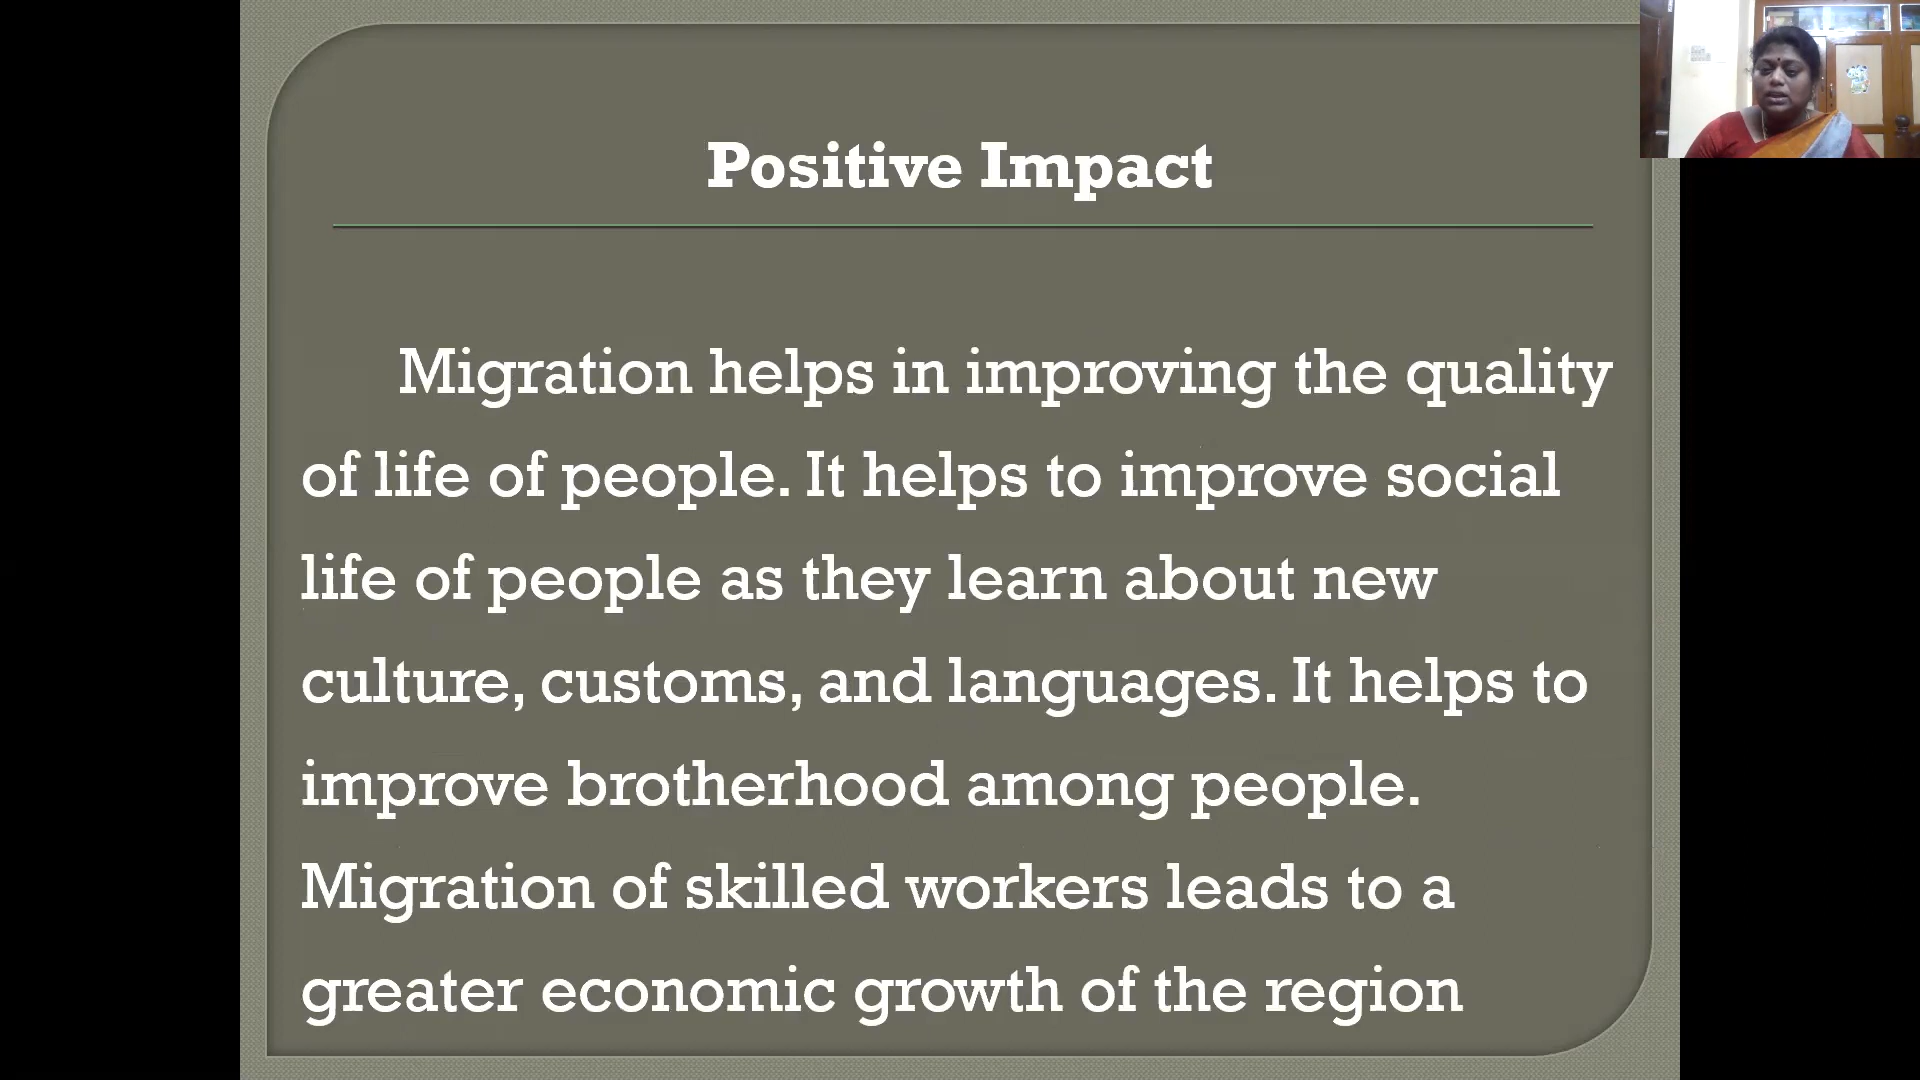 Positive Impact
Migration helps in improving the quality
of life of people. It helps to improve social
life of people as they learn about new
culture, customs, and languages. It helps to
improve brotherhood among people.
Migration of skilled workers leads to a
greater economic growth of the region